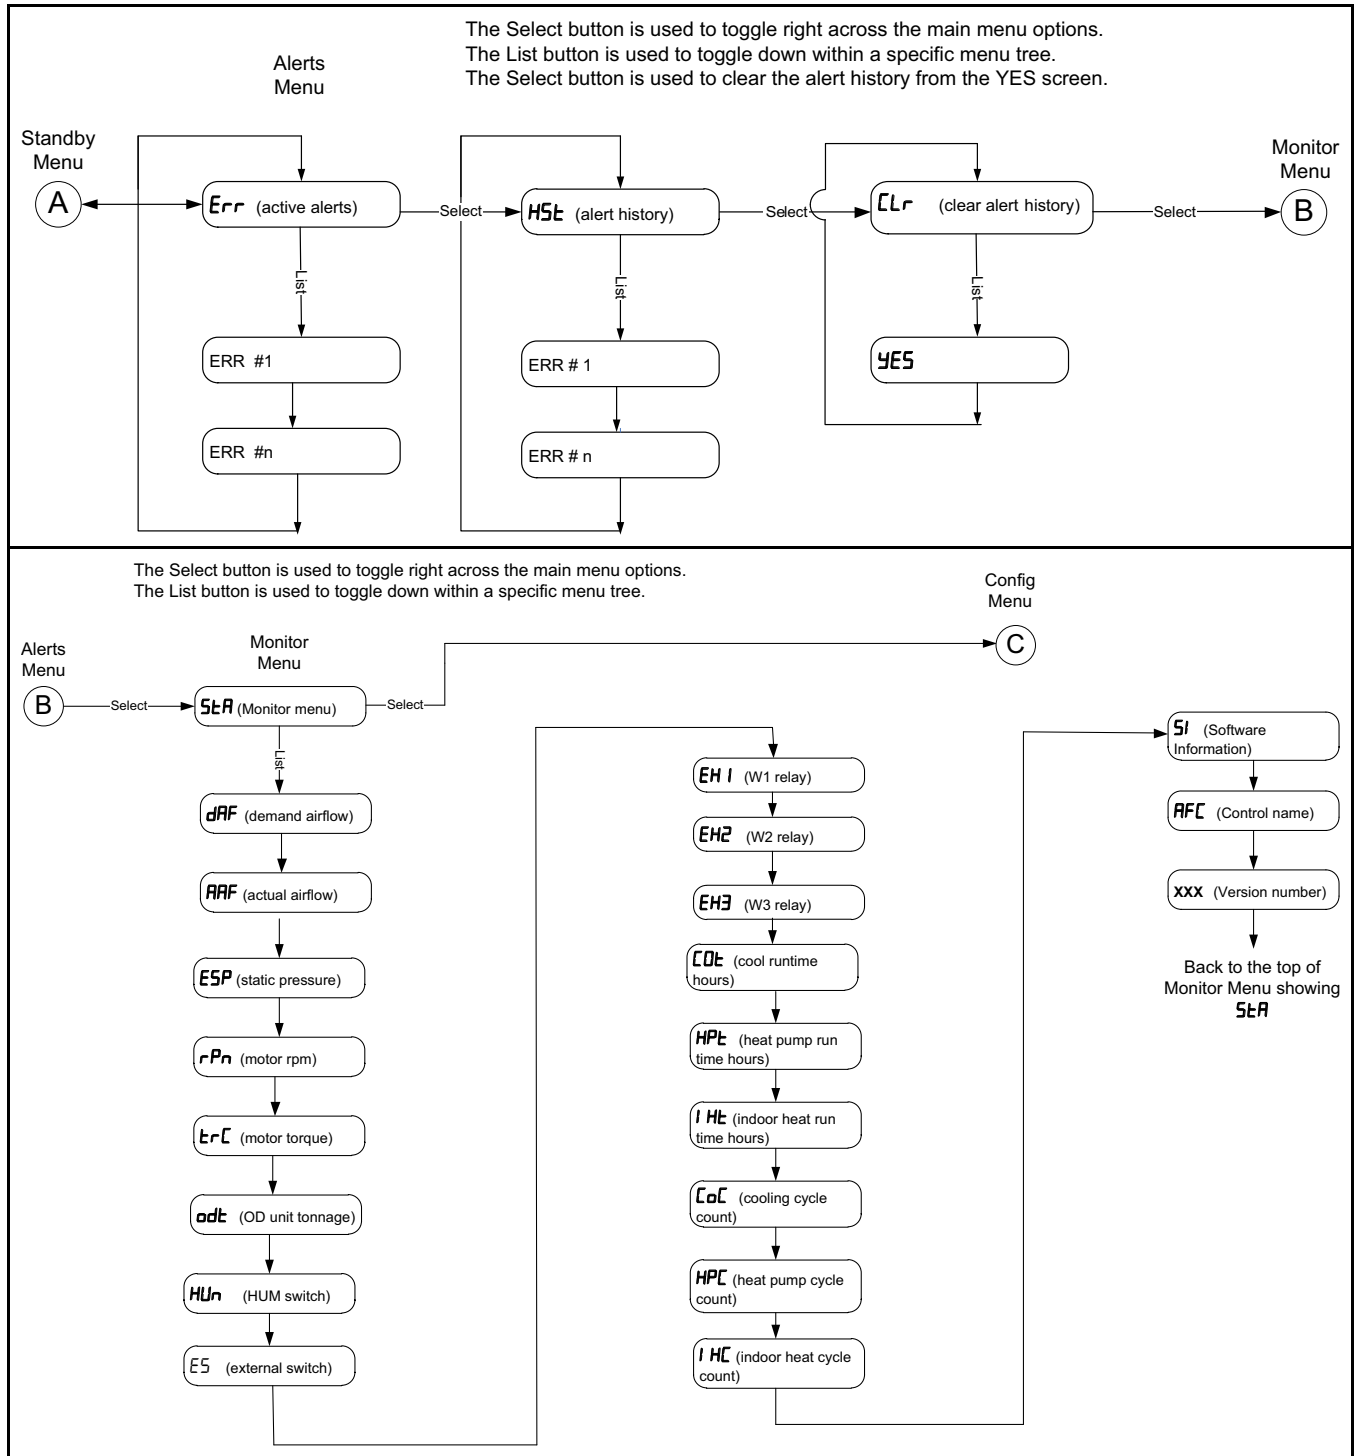 The Select button is used to toggle right across the main menu options.
The List button is used to toggle down within a specific menu tree.
The Select button is used to clear the alert history from the YES screen.
Alerts
Menu
Standby
Menu
A
Err (active alerts)
Select
HSt (alert history)
Select
CLr (clear alert history)
Select
Monitor
Menu
B
List
List
List
ERR #1
ERR # 1
YES
ERR #n
ERR # n
The Select button is used to toggle right across the main menu options.
The List button is used to toggle down within a specific menu tree.
Config
Menu
C
Alerts
Menu
B
Select
Monitor
Menu
StA (Monitor menu)
Select
List
dAF (demand airflow)
AAF (actual airflow)
ESP (static pressure)
rPn (motor rpm)
trC (motor torque)
odt (OD unit tonnage)
HUn (HUM switch)
ES (external switch)
EH1 (W1 relay)
EH2 (W2 relay)
EH3 (W3 relay)
COt (cool runtime
hours)
HPt (heat pump run
time hours)
IHt (indoor heat run
time hours)
CoC (cooling cycle
count)
HPC (heat pump cycle
count)
IHC (indoor heat cycle
count)
SI (Software
Information)
AFC (Control name)
xxx (Version number)
Back to the top of
Monitor Menu showing
StA